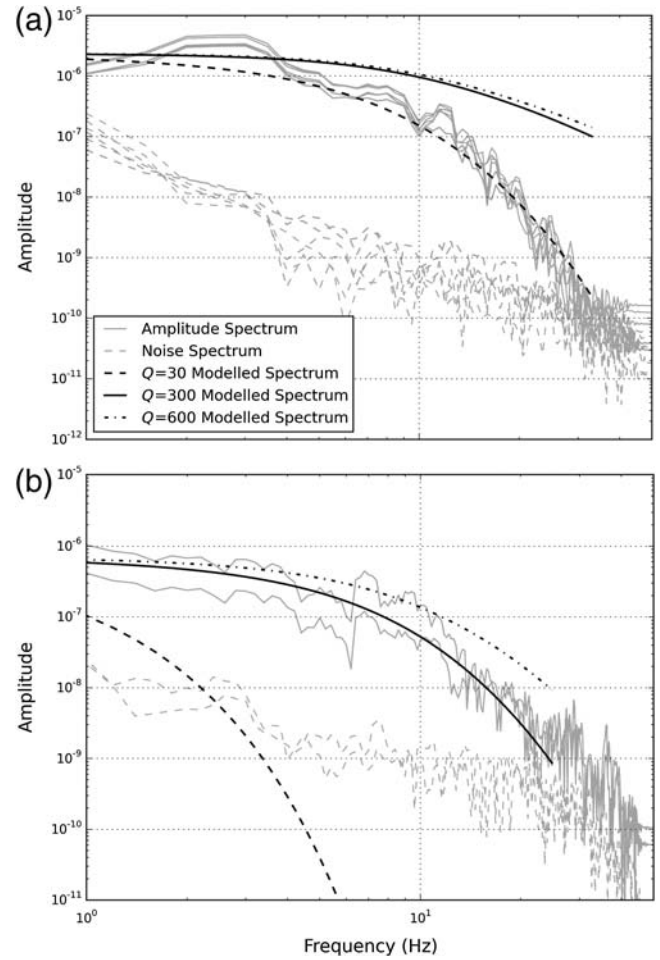 (a)
10⁻⁵
10⁻⁶
10⁻⁷
10⁻⁸
10⁻⁹
10⁻¹⁰
10⁻¹¹
10⁻¹²
Amplitude
Amplitude Spectrum
Noise Spectrum
Q=30 Modelled Spectrum
Q=300 Modelled Spectrum
Q=600 Modelled Spectrum
(b)
10⁻⁵
10⁻⁶
10⁻⁷
10⁻⁸
10⁻⁹
10⁻¹⁰
10⁻¹¹
Amplitude
10⁰
10¹
Frequency (Hz)